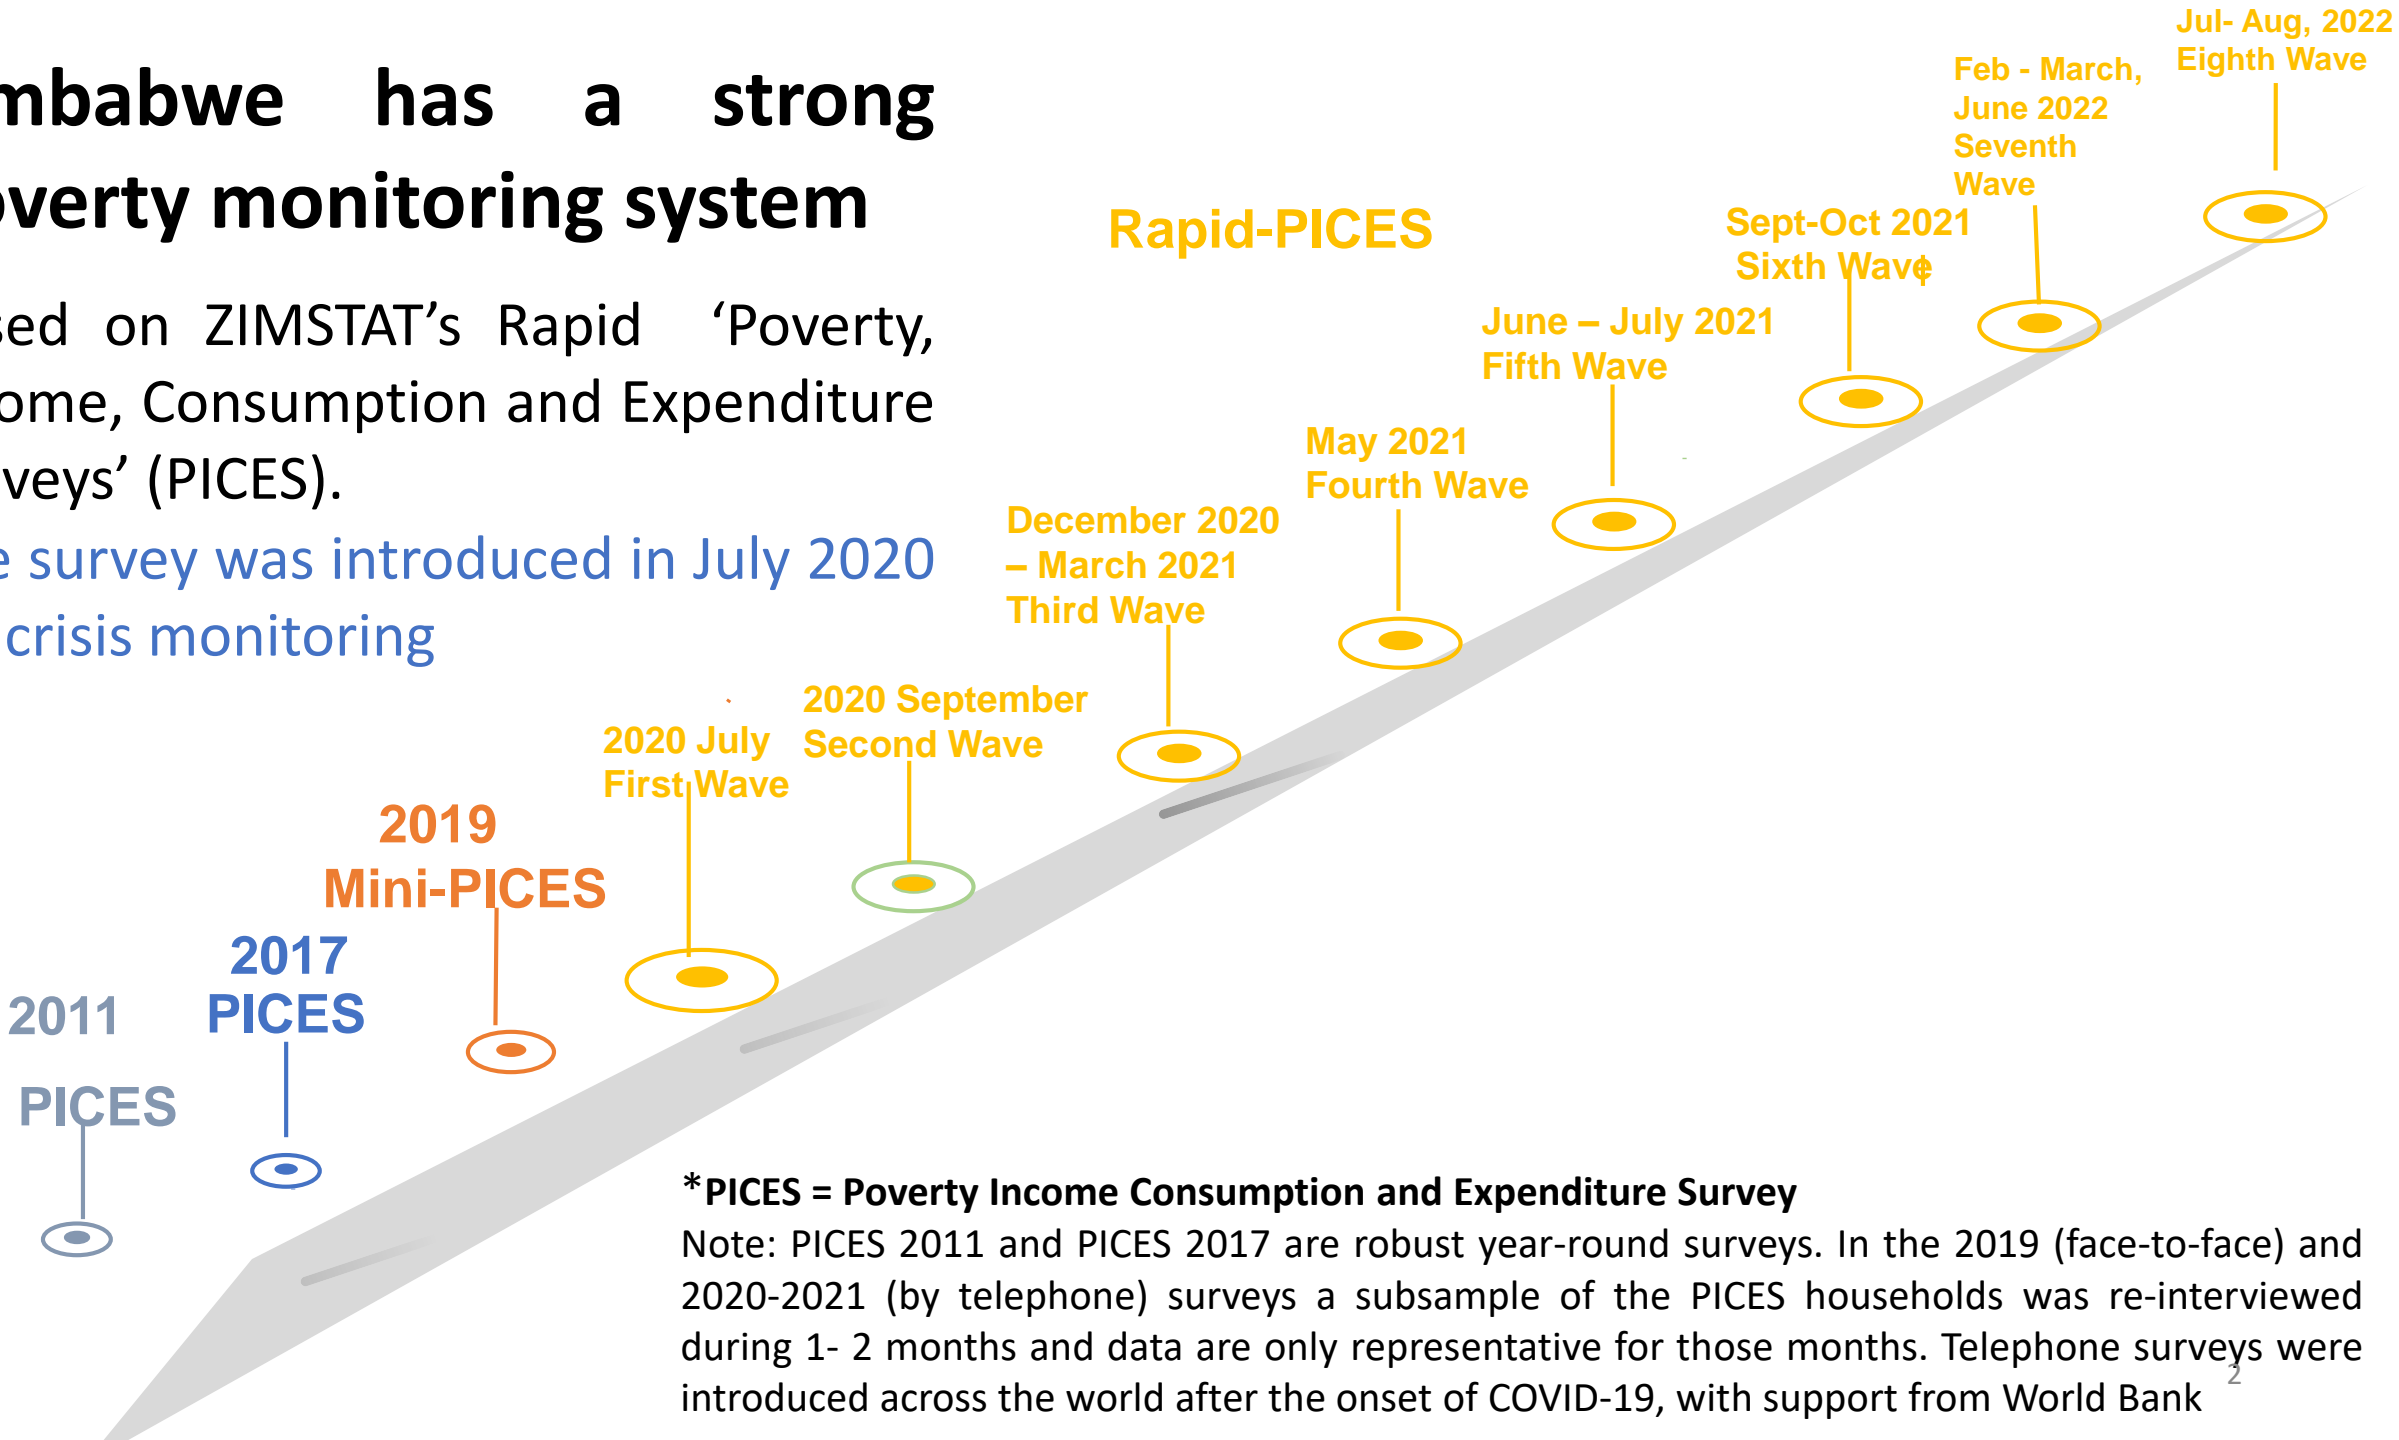 mbabwe has a strong
overty monitoring system
sed on ZIMSTAT’s Rapid ‘Poverty,
ome, Consumption and Expenditure
veys’ (PICES).
e survey was introduced in July 2020
crisis monitoring
Rapid-PICES
2011
PICES
2017
PICES
2019
Mini-PICES
2020 July
First Wave
2020 September
Second Wave
December 2020
– March 2021
Third Wave
May 2021
Fourth Wave
June – July 2021
Fifth Wave
Sept-Oct 2021
Sixth Wave
Feb - March,
June 2022
Seventh
Wave
Jul- Aug, 2022
Eighth Wave
*PICES = Poverty Income Consumption and Expenditure Survey
Note: PICES 2011 and PICES 2017 are robust year-round surveys. In the 2019 (face-to-face) and
2020-2021 (by telephone) surveys a subsample of the PICES households was re-interviewed
during 1- 2 months and data are only representative for those months. Telephone surveys were
introduced across the world after the onset of COVID-19, with support from World Bank
2